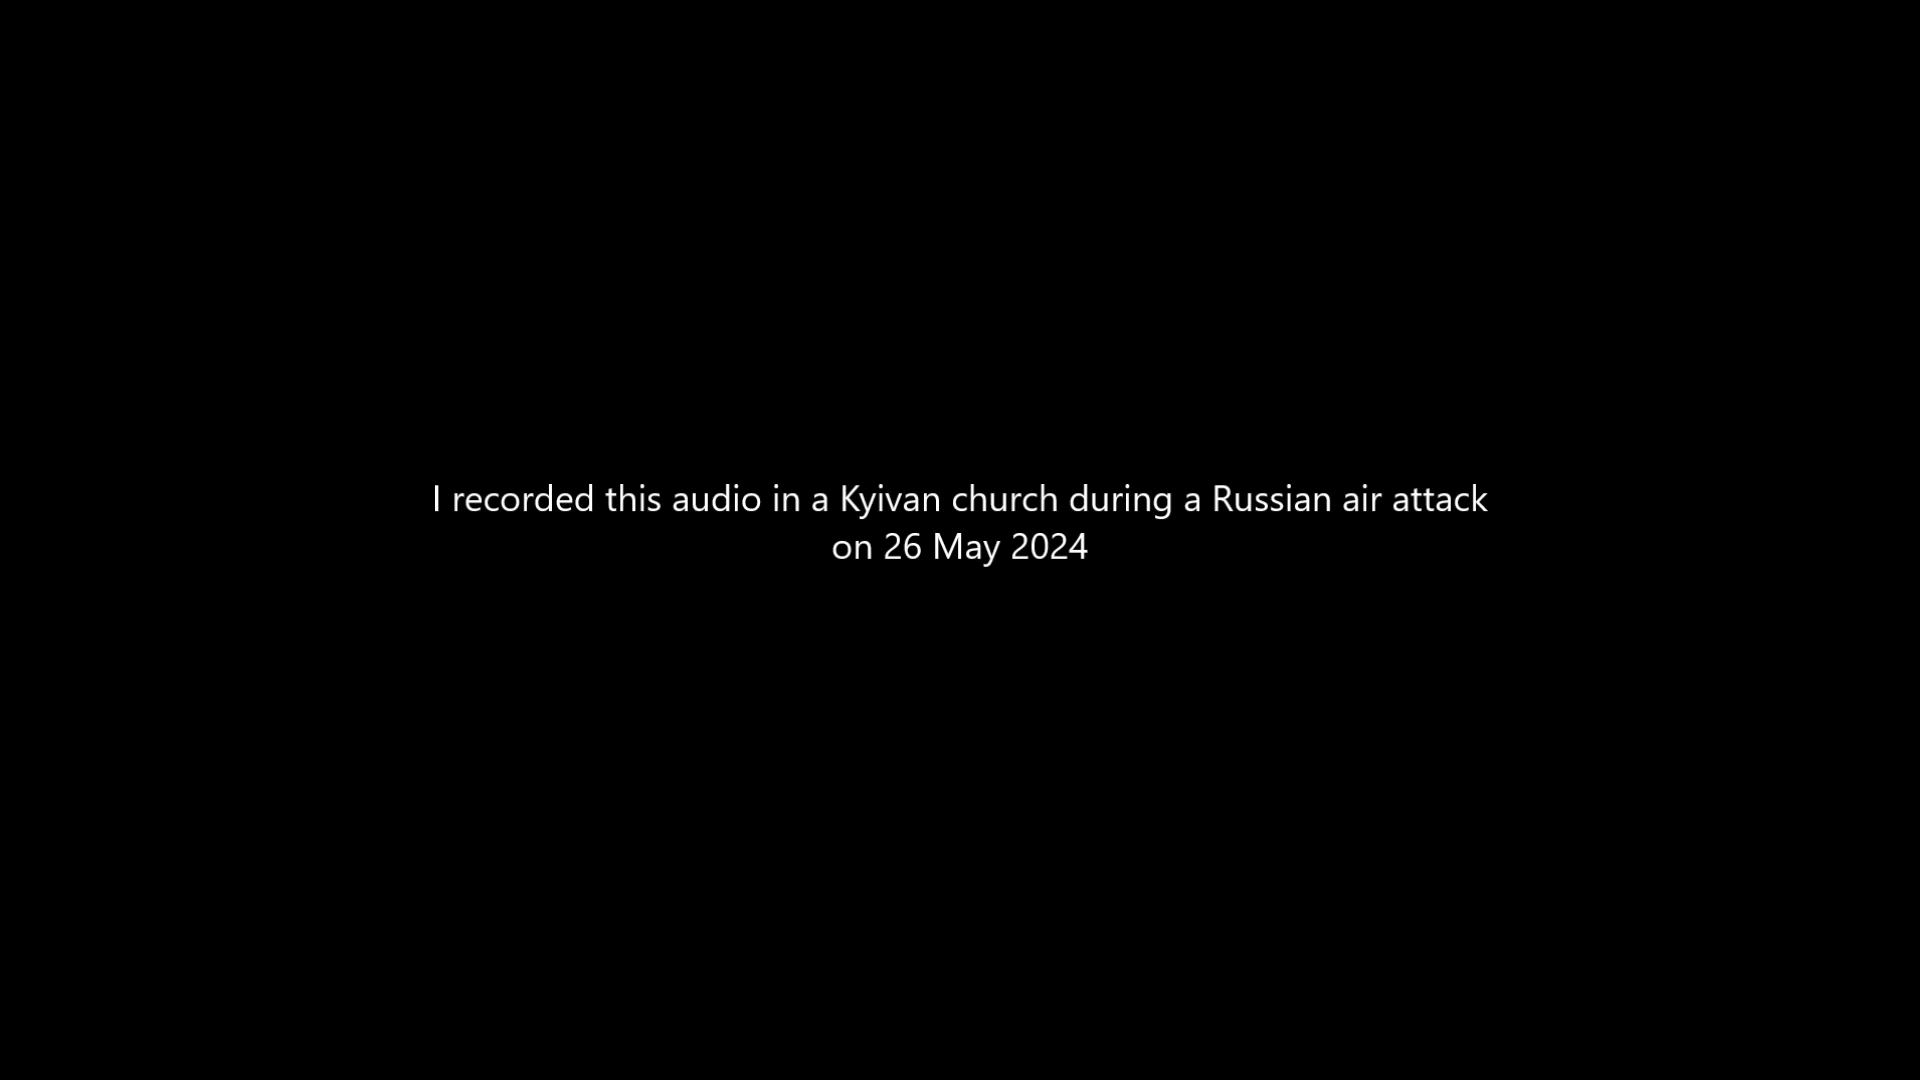 I recorded this audio in a Kyivan church during a Russian air attack
on 26 May 2024